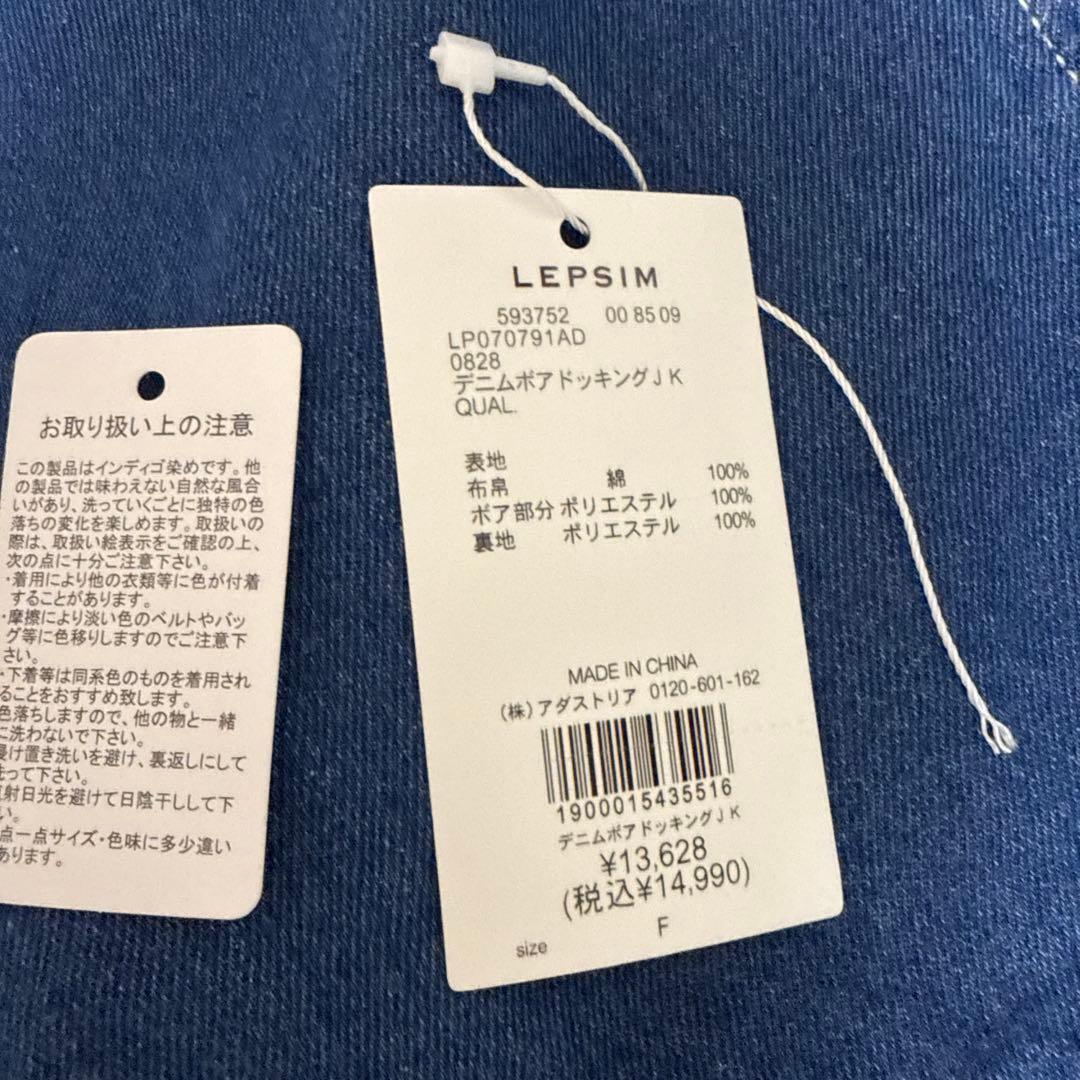 お取り扱い上の注意
この製品はインディゴ染めです。他
の製品では味わえない自然な風合
いがあり、洗っていくごとに独特の色
落ちの変化を楽しめます。取扱いの
際は、取扱い絵表示をご確認の上、
次の点に十分ご注意下さい。
・着用により他の衣類等に色が付着
することがあります。
・摩擦により淡い色のベルトやバッ
グ等に色移りしますのでご注意下
さい。
・下着等は同系色のものを着用され
ることをおすすめ致します。
色落ちしますので、他の物と一緒
に洗わないで下さい。
浸け置き洗いを避け、裏返しにして
洗って下さい。
直射日光を避けて日陰干しして下
い。
点一点サイズ・色味に多少違い
あります。
LEPSIM
593752 00 85 09
LP070791AD
0828
デニムボアドッキングJK
QUAL.
表地
布帛 綿 100%
ボア部分 ポリエステル 100%
裏地 ポリエステル 100%
MADE IN CHINA
(株)アダストリア 0120-601-162
1900015435516
デニムボアドッキングJK
¥13,628
(税込¥14,990)
size F